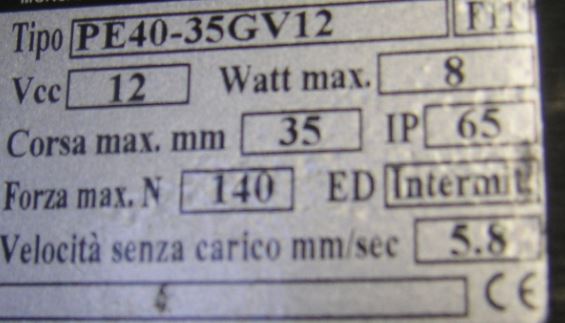 Tipo PE40-35GV12
Vcc 12 Watt max. 8
Corsa max. mm 35 IP 65
Forza max. N 140 ED Intermit
Velocità senza carico mm/sec 5.8
CE